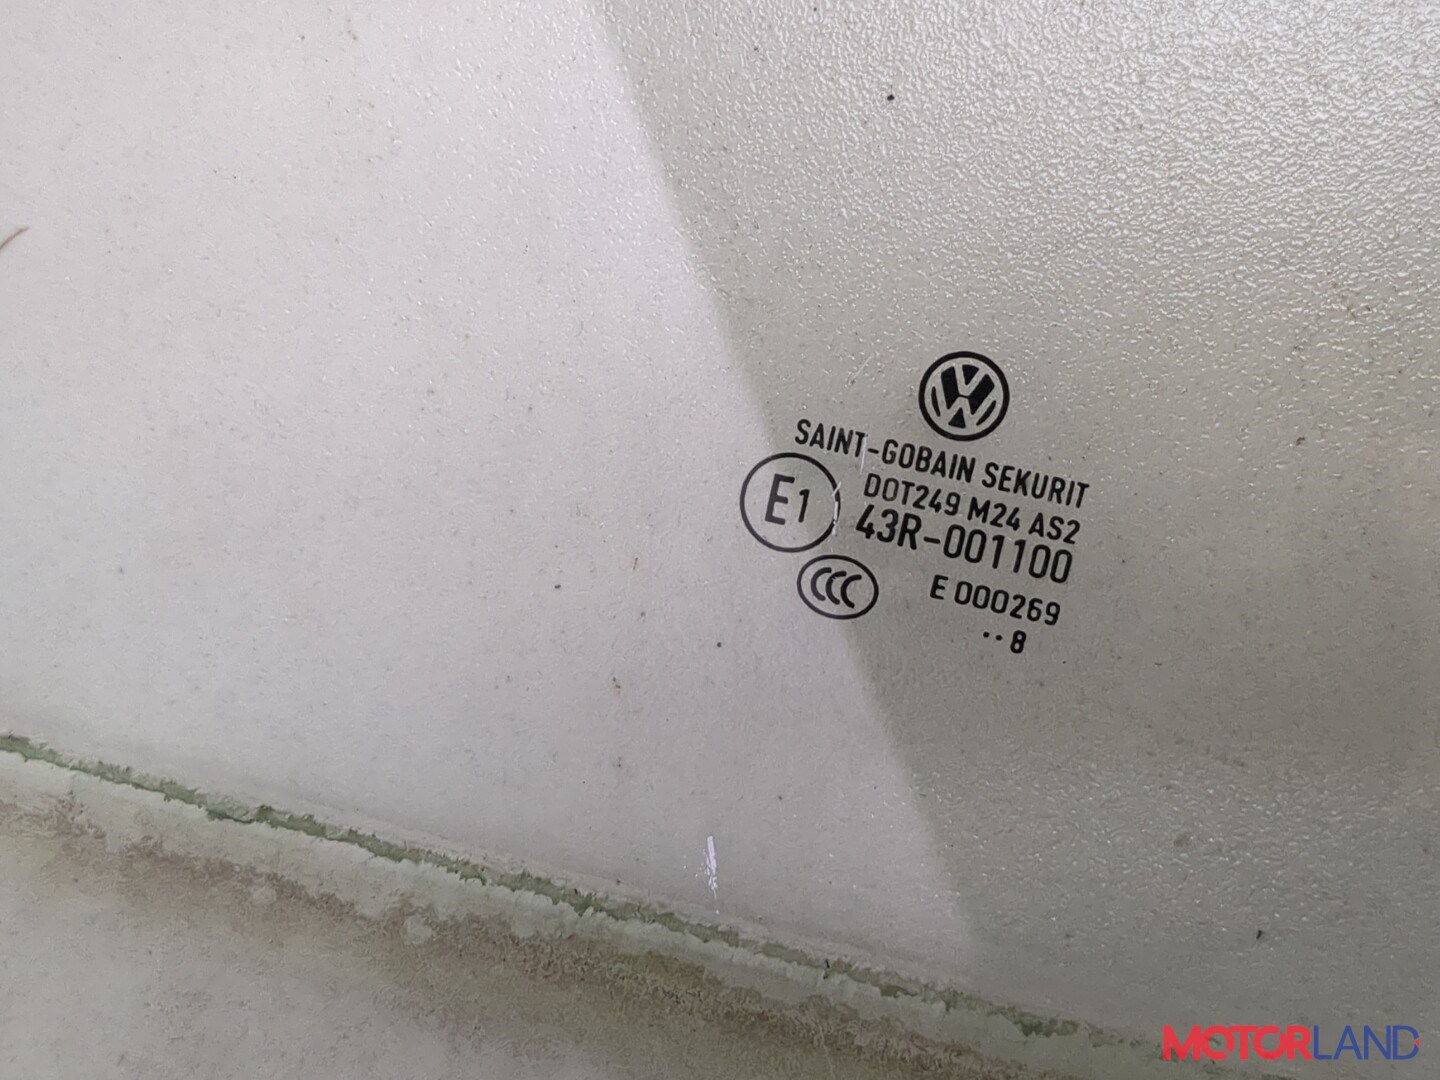 SAINT-GOBAIN SEKURIT
DOT249 M24 AS2
E1
43R-001100
CCC
E 000269
··8
MOTORLAND